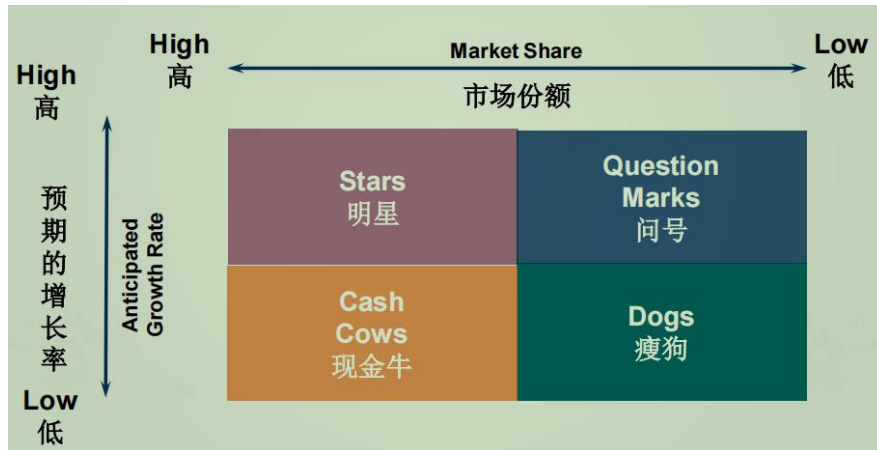 High
高
Market Share
市场份额
Low
低
High
高
预期的增长率
Anticipated
Growth Rate
Low
低
Stars
明星
Question
Marks
问号
Cash
Cows
现金牛
Dogs
瘦狗